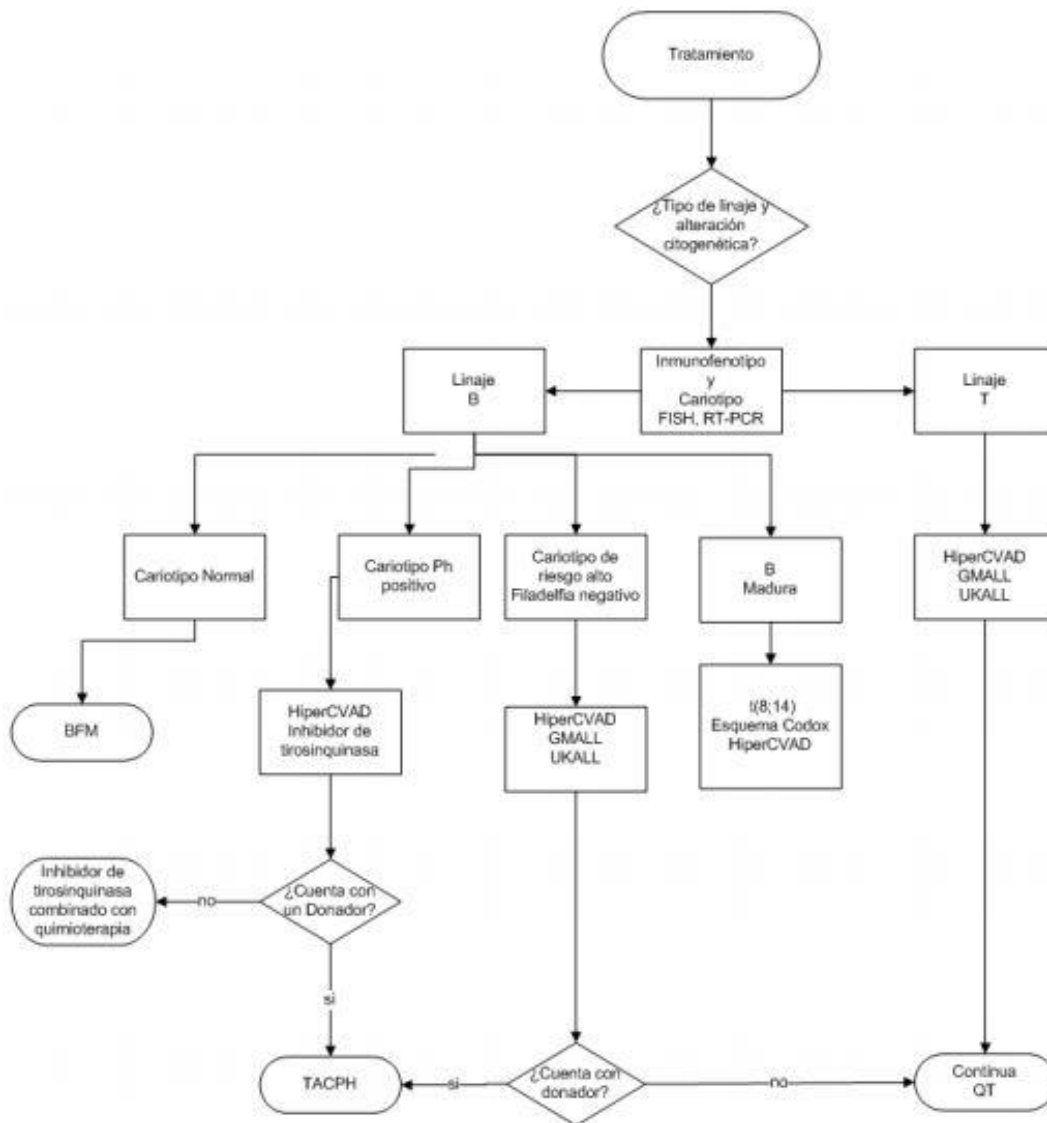 Tratamiento
¿Tipo de linaje y
alteración
citogenética?
Linaje
B
Inmunofenotipo
y
Cariotipo
FISH, RT-PCR
Linaje
T
Cariotipo Normal
Cariotipo Ph
positivo
Cariotipo de
riesgo alto
Filadelfia negativo
B
Madura
HiperCVAD
GMALL
UKALL
BFM
HiperCVAD
Inhibidor de
tirosinquinasa
HiperCVAD
GMALL
UKALL
t(8;14)
Esquema Codox
HiperCVAD
Inhibidor de
tirosinquinasa
combinado con
quimioterapia
no
¿Cuenta con
un Donador?
si
TACPH
si
¿Cuenta con
donador?
no
Continua
QT